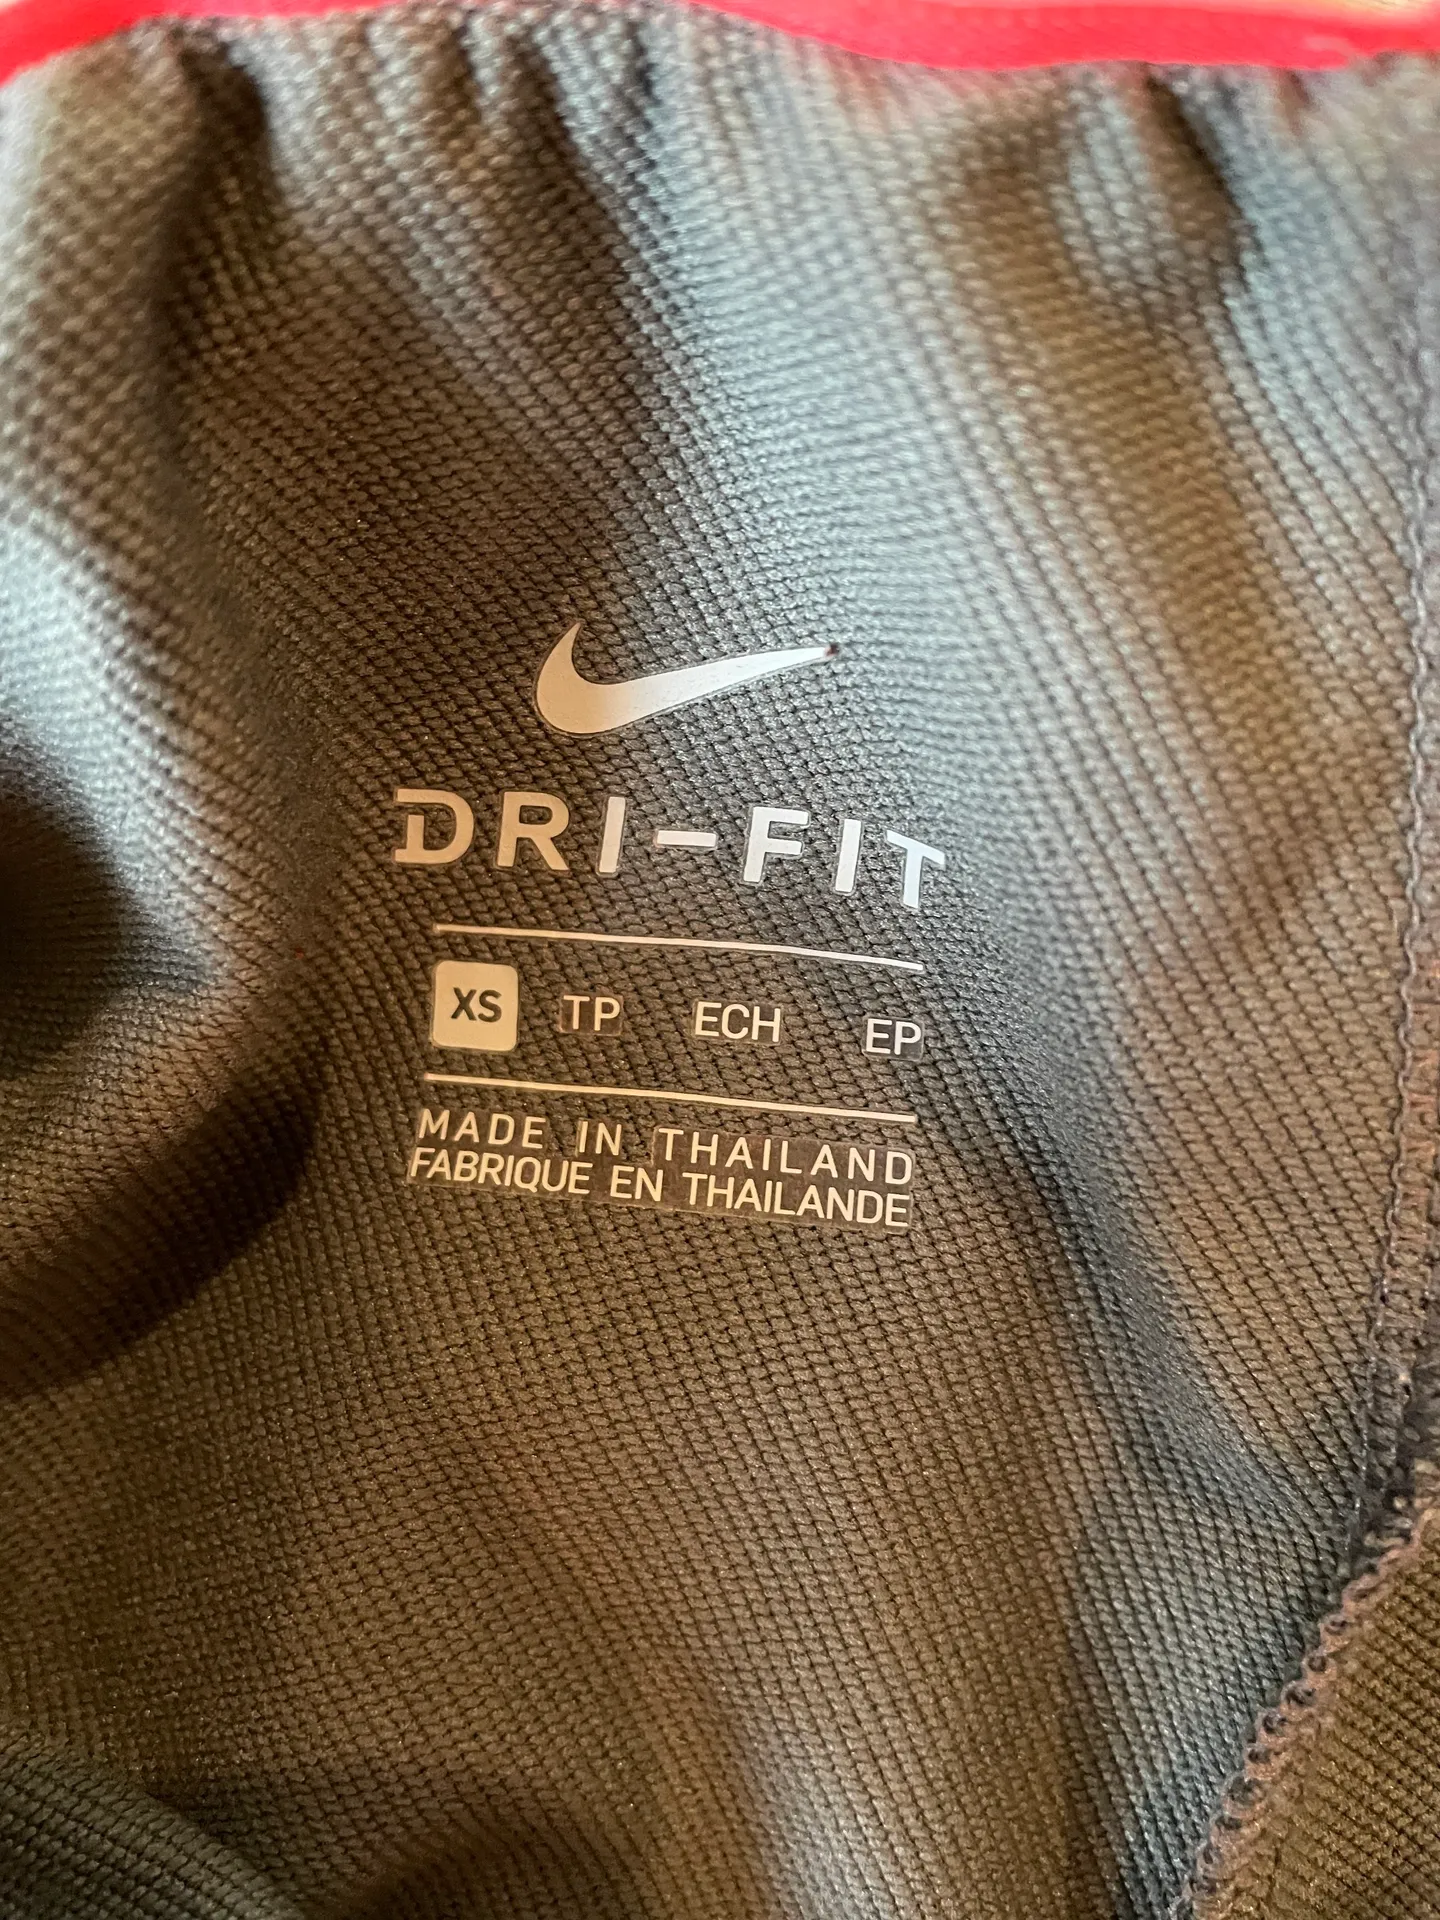 DRI-FIT
XS TP ECH EP
MADE IN THAILAND
FABRIQUE EN THAILANDE